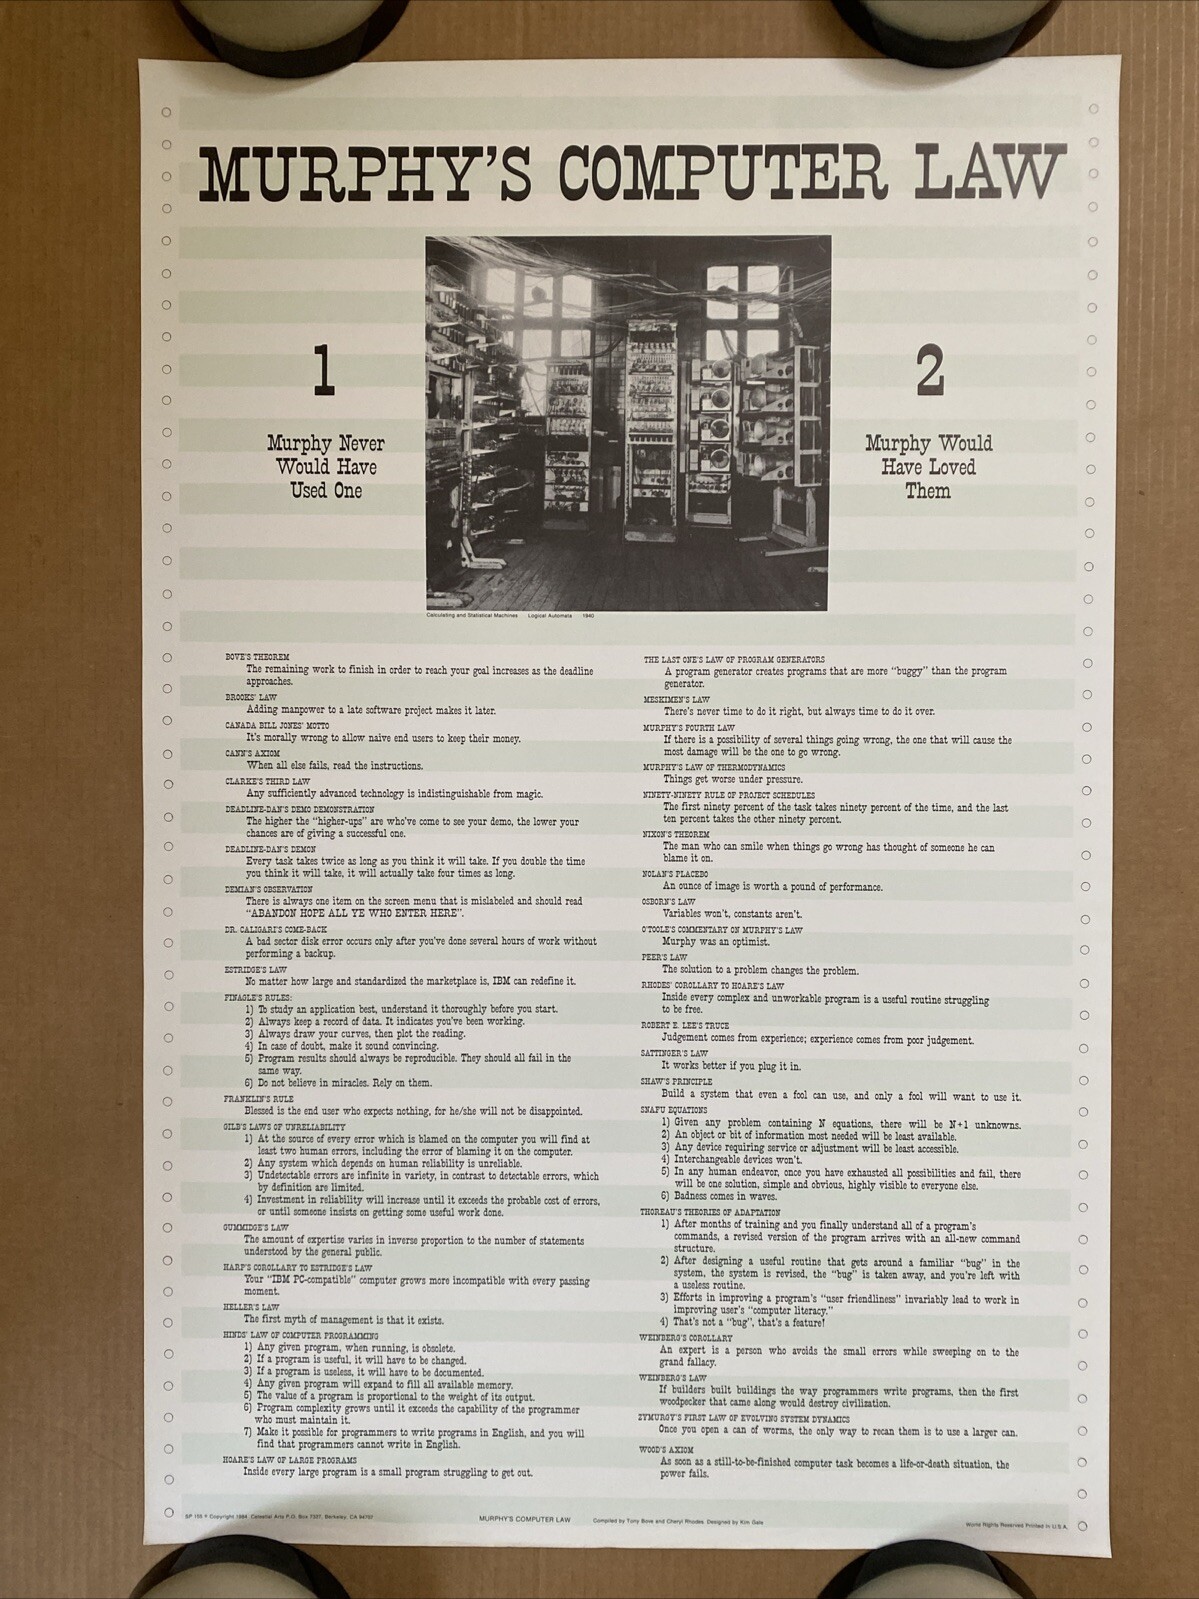 MURPHY'S COMPUTER LAW
1
Murphy Never
Would Have
Used One
2
Murphy Would
Have Loved
Them
Calculating and Statistical Machines Logical Automata 1940
BOVE'S THEOREM
The remaining work to finish in order to reach your goal increases as the deadline
approaches.
BROOKS' LAW
Adding manpower to a late software project makes it later.
CANADA BILL JONES' MOTTO
It's morally wrong to allow naive end users to keep their money.
CANN'S AXIOM
When all else fails, read the instructions.
CLARKE'S THIRD LAW
Any sufficiently advanced technology is indistinguishable from magic.
DEADLINE-DAN'S DEMO DEMONSTRATION
The higher the "higher-ups" are who've come to see your demo, the lower your
chances are of giving a successful one.
DEADLINE-DAN'S DEMON
Every task takes twice as long as you think it will take. If you double the time
you think it will take, it will actually take four times as long.
DEMIAN'S OBSERVATION
There is always one item on the screen menu that is mislabeled and should read
"ABANDON HOPE ALL YE WHO ENTER HERE".
DR. CALIGARI'S COME-BACK
A bad sector disk error occurs only after you've done several hours of work without
performing a backup.
ESTRIDGE'S LAW
No matter how large and standardized the marketplace is, IBM can redefine it.
FINAGLE'S RULES:
1) To study an application best, understand it thoroughly before you start.
2) Always keep a record of data. It indicates you've been working.
3) Always draw your curves, then plot the reading.
4) In case of doubt, make it sound convincing.
5) Program results should always be reproducible. They should all fail in the
same way.
6) Do not believe in miracles. Rely on them.
FRANKLIN'S RULE
Blessed is the end user who expects nothing, for he/she will not be disappointed.
GILB'S LAWS OF UNRELIABILITY
1) At the source of every error which is blamed on the computer you will find at
least two human errors, including the error of blaming it on the computer.
2) Any system which depends on human reliability is unreliable.
3) Undetectable errors are infinite in variety, in contrast to detectable errors, which
by definition are limited.
4) Investment in reliability will increase until it exceeds the probable cost of errors,
or until someone insists on getting some useful work done.
GUMMIDGE'S LAW
The amount of expertise varies in inverse proportion to the number of statements
understood by the general public.
HARP'S COROLLARY TO ESTRIDGE'S LAW
Your "IBM PC-compatible" computer grows more incompatible with every passing
moment.
HELLER'S LAW
The first myth of management is that it exists.
HINDS' LAW OF COMPUTER PROGRAMMING
1) Any given program, when running, is obsolete.
2) If a program is useful, it will have to be changed.
3) If a program is useless, it will have to be documented.
4) Any given program will expand to fill all available memory.
5) The value of a program is proportional to the weight of its output.
6) Program complexity grows until it exceeds the capability of the programmer
who must maintain it.
7) Make it possible for programmers to write programs in English, and you will
find that programmers cannot write in English.
HOARE'S LAW OF LARGE PROGRAMS
Inside every large program is a small program struggling to get out.
THE LAST ONE'S LAW OF PROGRAM GENERATORS
A program generator creates programs that are more "buggy" than the program
generator.
MESKIMEN'S LAW
There's never time to do it right, but always time to do it over.
MURPHY'S FOURTH LAW
If there is a possibility of several things going wrong, the one that will cause the
most damage will be the one to go wrong.
MURPHY'S LAW OF THERMODYNAMICS
Things get worse under pressure.
NINETY-NINETY RULE OF PROJECT SCHEDULES
The first ninety percent of the task takes ninety percent of the time, and the last
ten percent takes the other ninety percent.
NIXON'S THEOREM
The man who can smile when things go wrong has thought of someone he can
blame it on.
NOLAN'S PLACEBO
An ounce of image is worth a pound of performance.
OSBORN'S LAW
Variables won't, constants aren't.
O'TOOLE'S COMMENTARY ON MURPHY'S LAW
Murphy was an optimist.
PEER'S LAW
The solution to a problem changes the problem.
RHODES' COROLLARY TO HOARE'S LAW
Inside every complex and unworkable program is a useful routine struggling
to be free.
ROBERT E. LEE'S TRUCE
Judgement comes from experience; experience comes from poor judgement.
SATTINGER'S LAW
It works better if you plug it in.
SHAW'S PRINCIPLE
Build a system that even a fool can use, and only a fool will want to use it.
SNAFU EQUATIONS
1) Given any problem containing N equations, there will be N+1 unknowns.
2) An object or bit of information most needed will be least available.
3) Any device requiring service or adjustment will be least accessible.
4) Interchangeable devices won't.
5) In any human endeavor, once you have exhausted all possibilities and fail, there
will be one solution, simple and obvious, highly visible to everyone else.
6) Badness comes in waves.
THOREAU'S THEORIES OF ADAPTATION
1) After months of training and you finally understand all of a program's
commands, a revised version of the program arrives with an all-new command
structure.
2) After designing a useful routine that gets around a familiar "bug" in the
system, the system is revised, the "bug" is taken away, and you're left with
a useless routine.
3) Efforts in improving a program's "user friendliness" invariably lead to work in
improving user's "computer literacy."
4) That's not a "bug", that's a feature!
WEINBERG'S COROLLARY
An expert is a person who avoids the small errors while sweeping on to the
grand fallacy.
WEINBERG'S LAW
If builders built buildings the way programmers write programs, then the first
woodpecker that came along would destroy civilization.
ZYMURGY'S FIRST LAW OF EVOLVING SYSTEM DYNAMICS
Once you open a can of worms, the only way to recan them is to use a larger can.
WOOD'S AXIOM
As soon as a still-to-be-finished computer task becomes a life-or-death situation, the
power fails.
SP 155 © Copyright 1984 Celestial Arts P.O. Box 7327, Berkeley, CA 94707
MURPHY'S COMPUTER LAW
Compiled by Tony Bove and Cheryl Rhodes. Designed by Kim Gale
World Rights Reserved Printed in U.S.A.